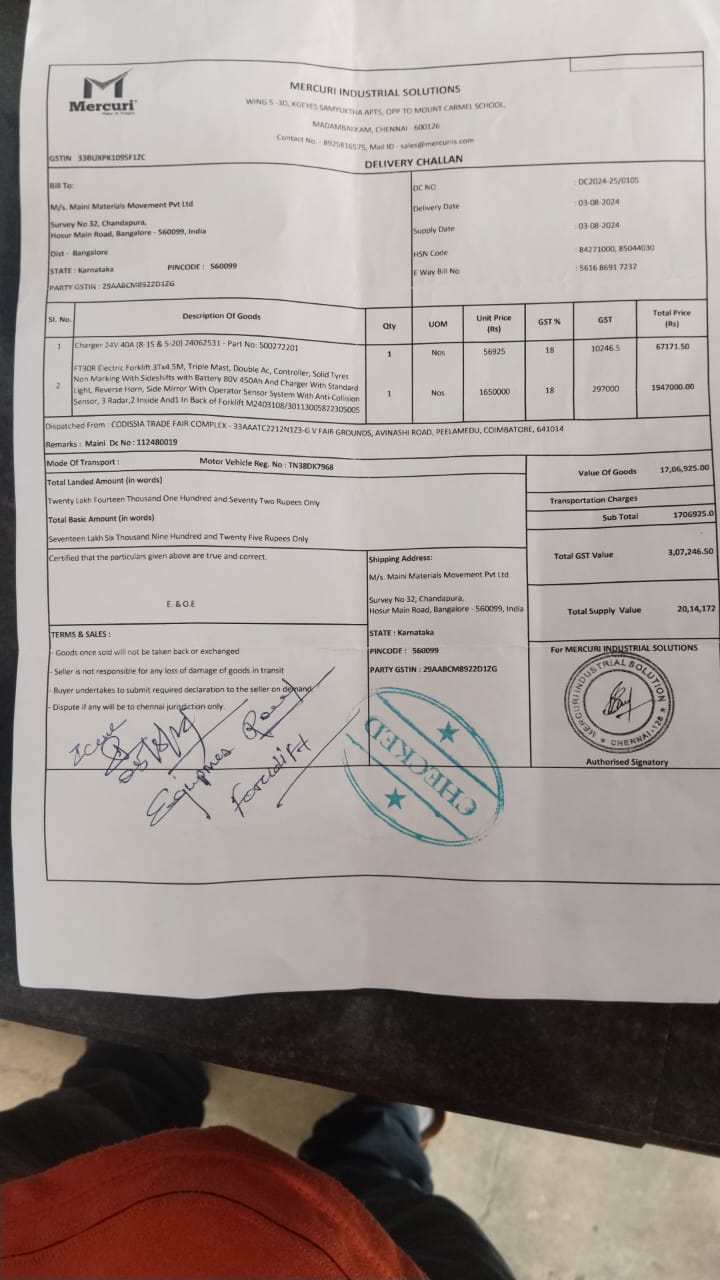 Mercuri
MERCURI INDUSTRIAL SOLUTIONS
WING 5 -3D, KGEYES SAMYUKTHA APTS, OPP TO MOUNT CARMEL SCHOOL,
MADAMBAKKAM, CHENNAI - 600126
Contact No. - 8925816575, Mail ID - sales@mercuriis.com
GSTIN 33BUXPK1095F1ZC
DELIVERY CHALLAN
Bill To:
M/s. Maini Materials Movement Pvt Ltd
Survey No 32, Chandapura,
Hosur Main Road, Bangalore - 560099, India
Dist - Bangalore
STATE : Karnataka PINCODE : 560099
PARTY GSTIN : 29AABCM8922D1ZG
DC NO : DC2024-25/0105
Delivery Date : 03-08-2024
Supply Date : 03-08-2024
HSN Code : 84271000, 85044030
E Way Bill No : 5616 8691 7232
SL. No. Description Of Goods Qty UOM Unit Price (Rs) GST % GST Total Price (Rs)
1 Charger 24V 40A (8-15 & 5-20) 24062531 - Part No: 500272201 1 Nos 56925 18 10246.5 67171.50
2 FT30R Electric Forklift 3Tx4.5M, Triple Mast, Double Ac, Controller, Solid Tyres
Non Marking With Sideshifts with Battery 80V 450Ah And Charger With Standard
Light, Reverse Horn, Side Mirror With Operator Sensor System With Anti-Collision
Sensor, 3 Radar,2 Inside And1 In Back of Forklift M2403108/30113005822305005
1 Nos 1650000 18 297000 1947000.00
Dispatched From : CODISSIA TRADE FAIR COMPLEX - 33AAATC2212N1Z3-G V FAIR GROUNDS, AVINASHI ROAD, PEELAMEDU, COIMBATORE, 641014
Remarks : Maini Dc No : 112480019
Mode Of Transport : Motor Vehicle Reg. No : TN38DK7968
Total Landed Amount (in words)
Twenty Lakh Fourteen Thousand One Hundred and Seventy Two Rupees Only
Total Basic Amount (in words)
Seventeen Lakh Six Thousand Nine Hundred and Twenty Five Rupees Only
Value Of Goods 17,06,925.00
Transportation Charges
Sub Total 1706925.0
Total GST Value 3,07,246.50
Total Supply Value 20,14,172
Certified that the particulars given above are true and correct.
E. & O.E
Shipping Address:
M/s. Maini Materials Movement Pvt Ltd
Survey No 32, Chandapura,
Hosur Main Road, Bangalore - 560099, India
STATE : Karnataka
PINCODE : 560099
PARTY GSTIN : 29AABCM8922D1ZG
TERMS & SALES :
- Goods once sold will not be taken back or exchanged
- Seller is not responsible for any loss of damage of goods in transit
- Buyer undertakes to submit required declaration to the seller on demand
- Dispute if any will be to chennai jurisdiction only.
For MERCURI INDUSTRIAL SOLUTIONS
MERCURI INDUSTRIAL SOLUTION
CHENNAI-126
Authorised Signatory
CHECKED